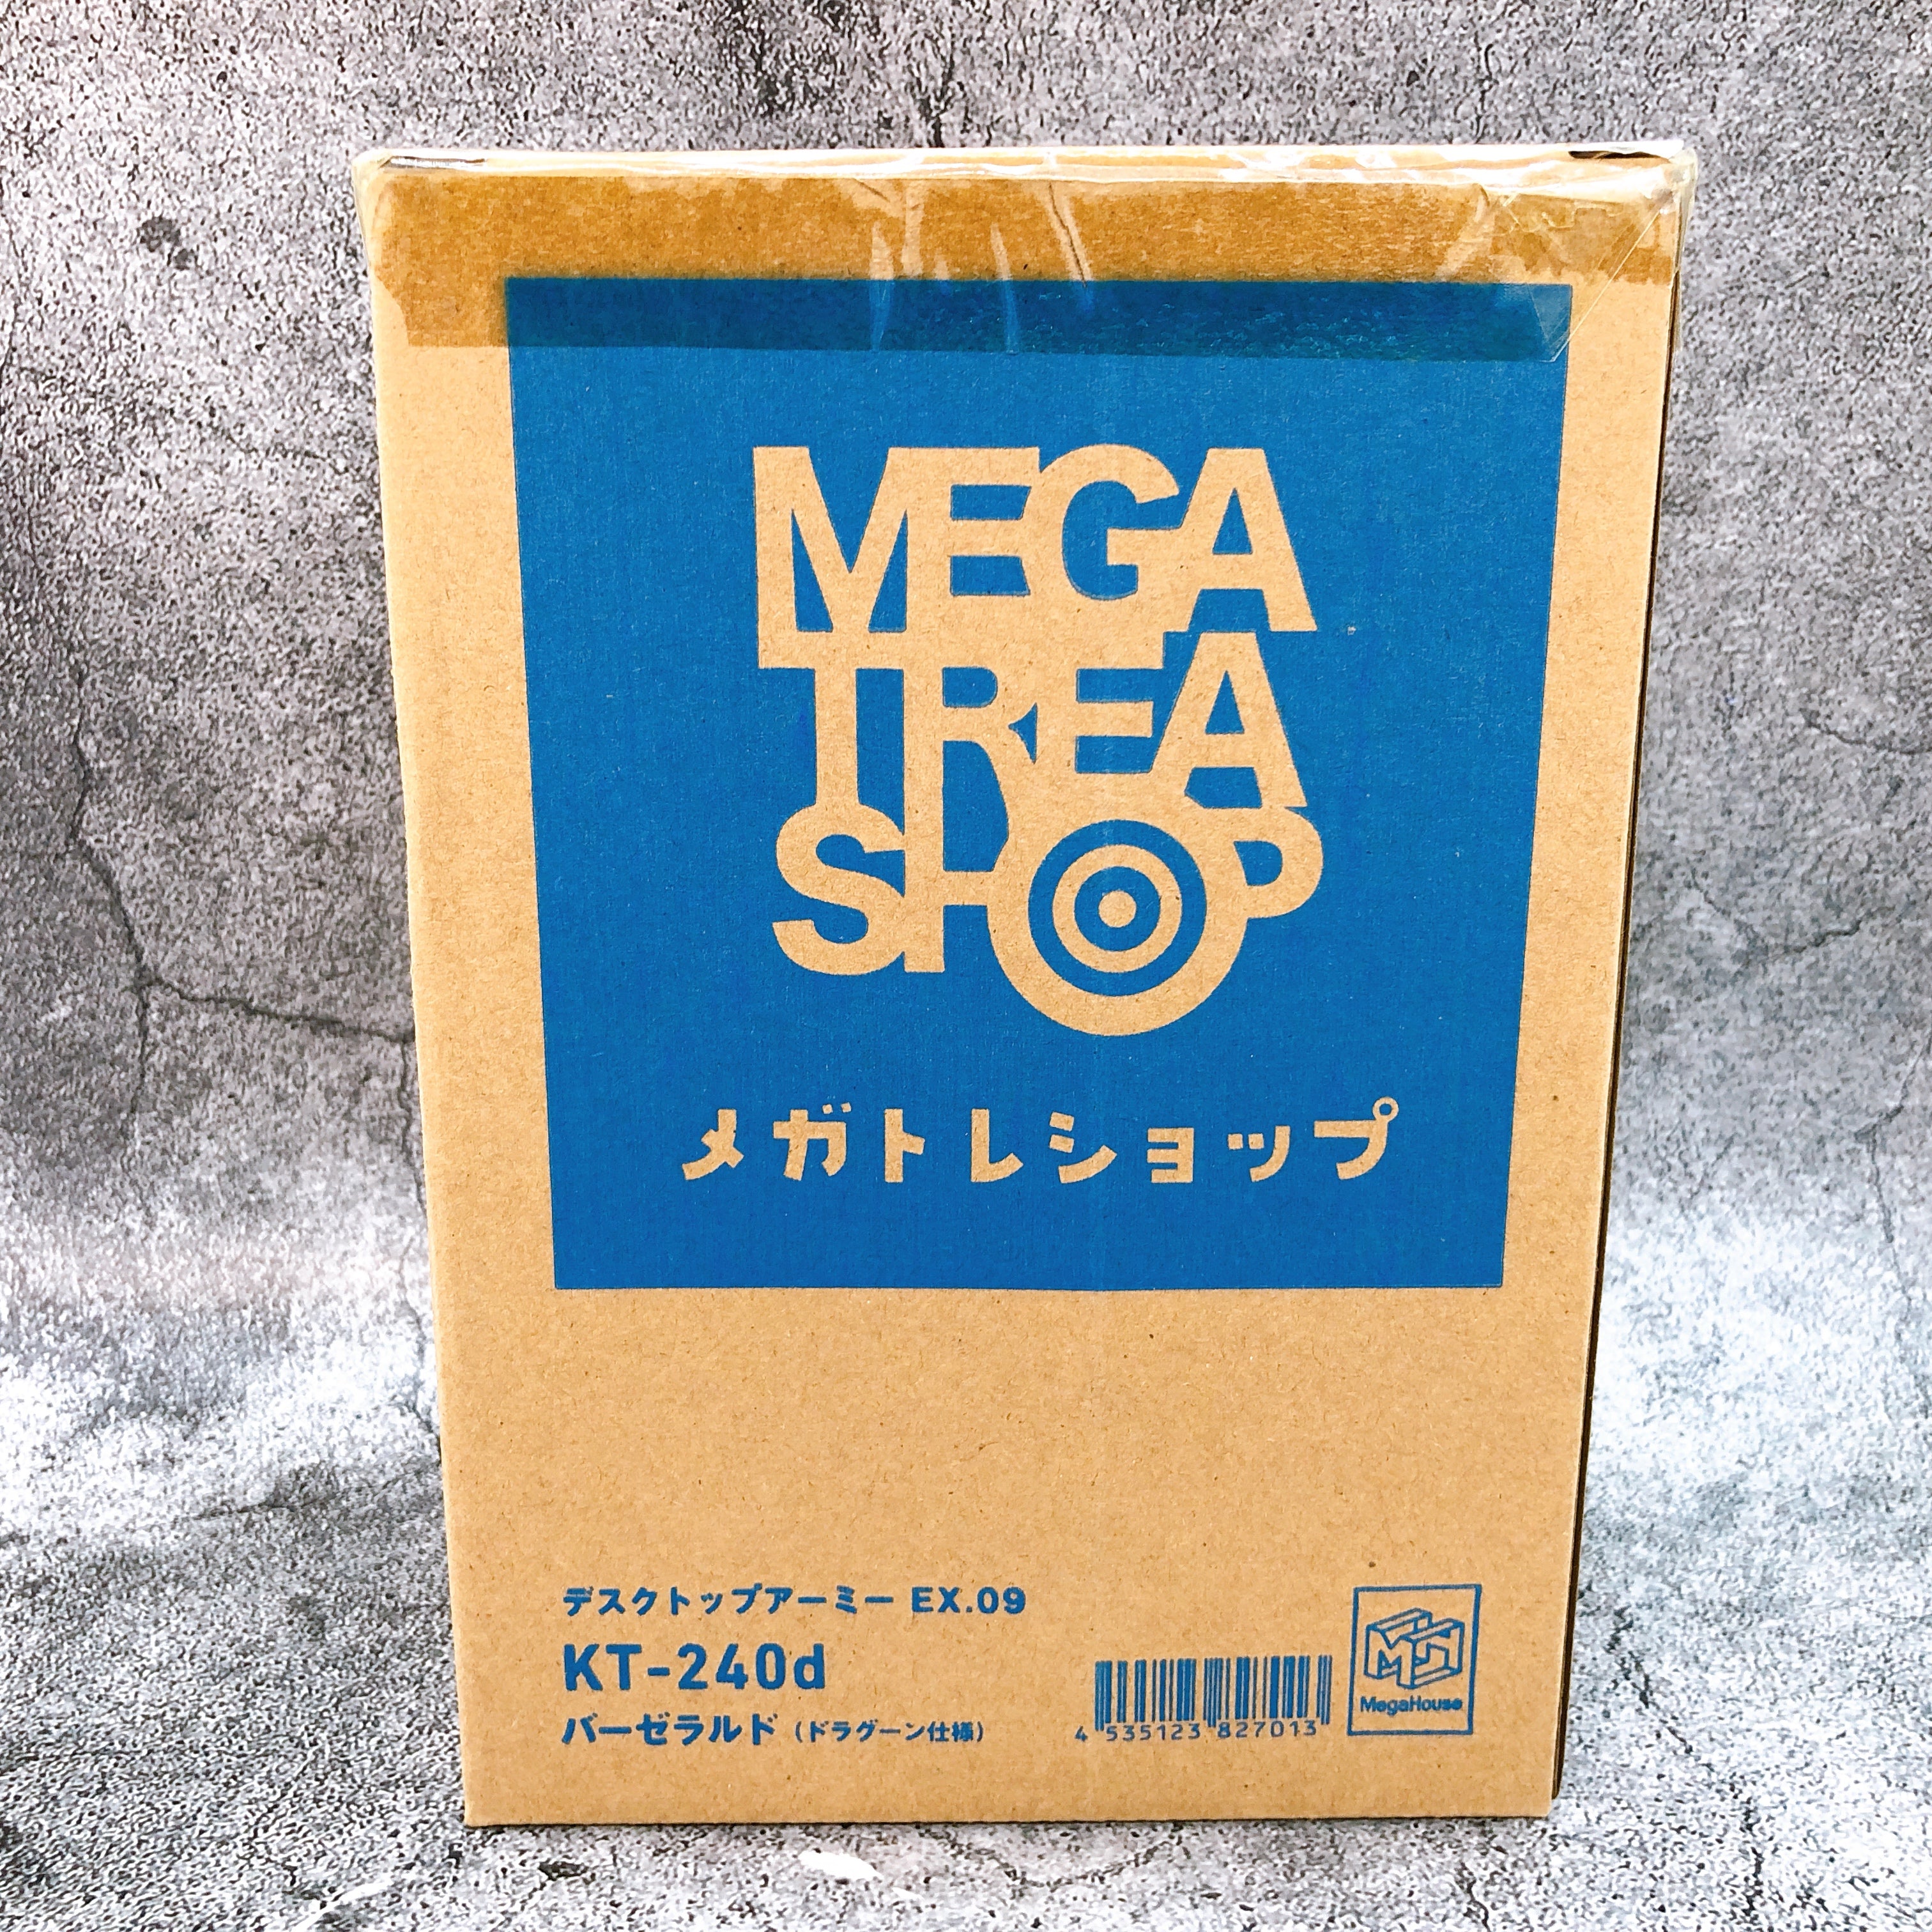 MEGA
TREA
SHOP
メガトレショップ
デスクトップアーミー EX.09
KT-240d
バーゼラルド（ドラグーン仕様）
4 535123 827013
MH
MegaHouse